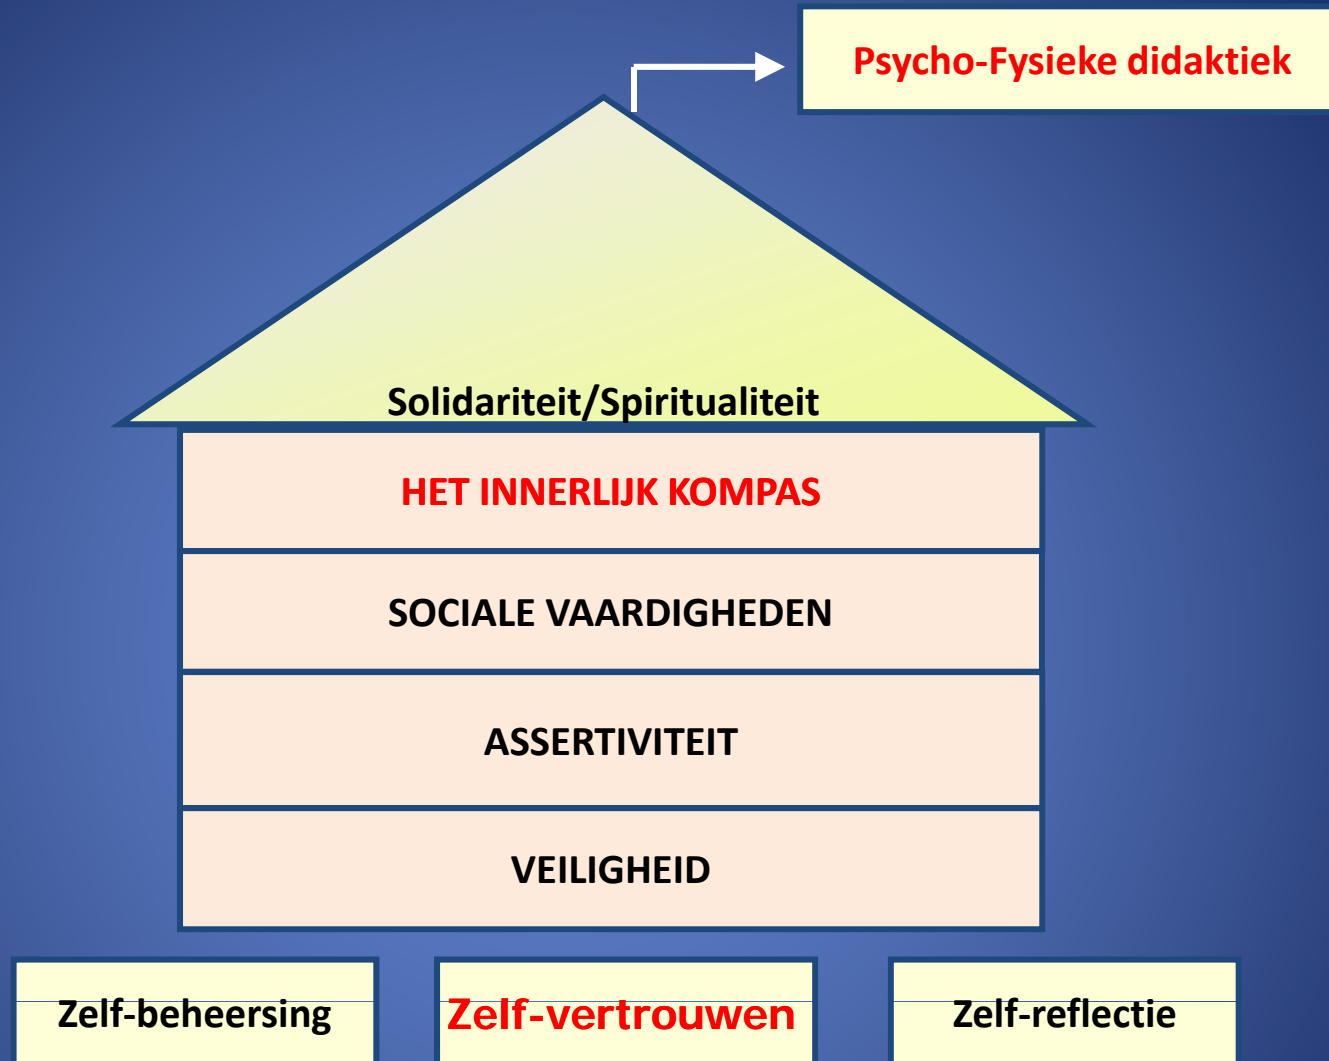 Psycho-Fysieke didaktiek
Solidariteit/Spiritualiteit
HET INNERLIJK KOMPAS
SOCIALE VAARDIGHEDEN
ASSERTIVITEIT
VEILIGHEID
Zelf-beheersing Zelf-vertrouwen Zelf-reflectie